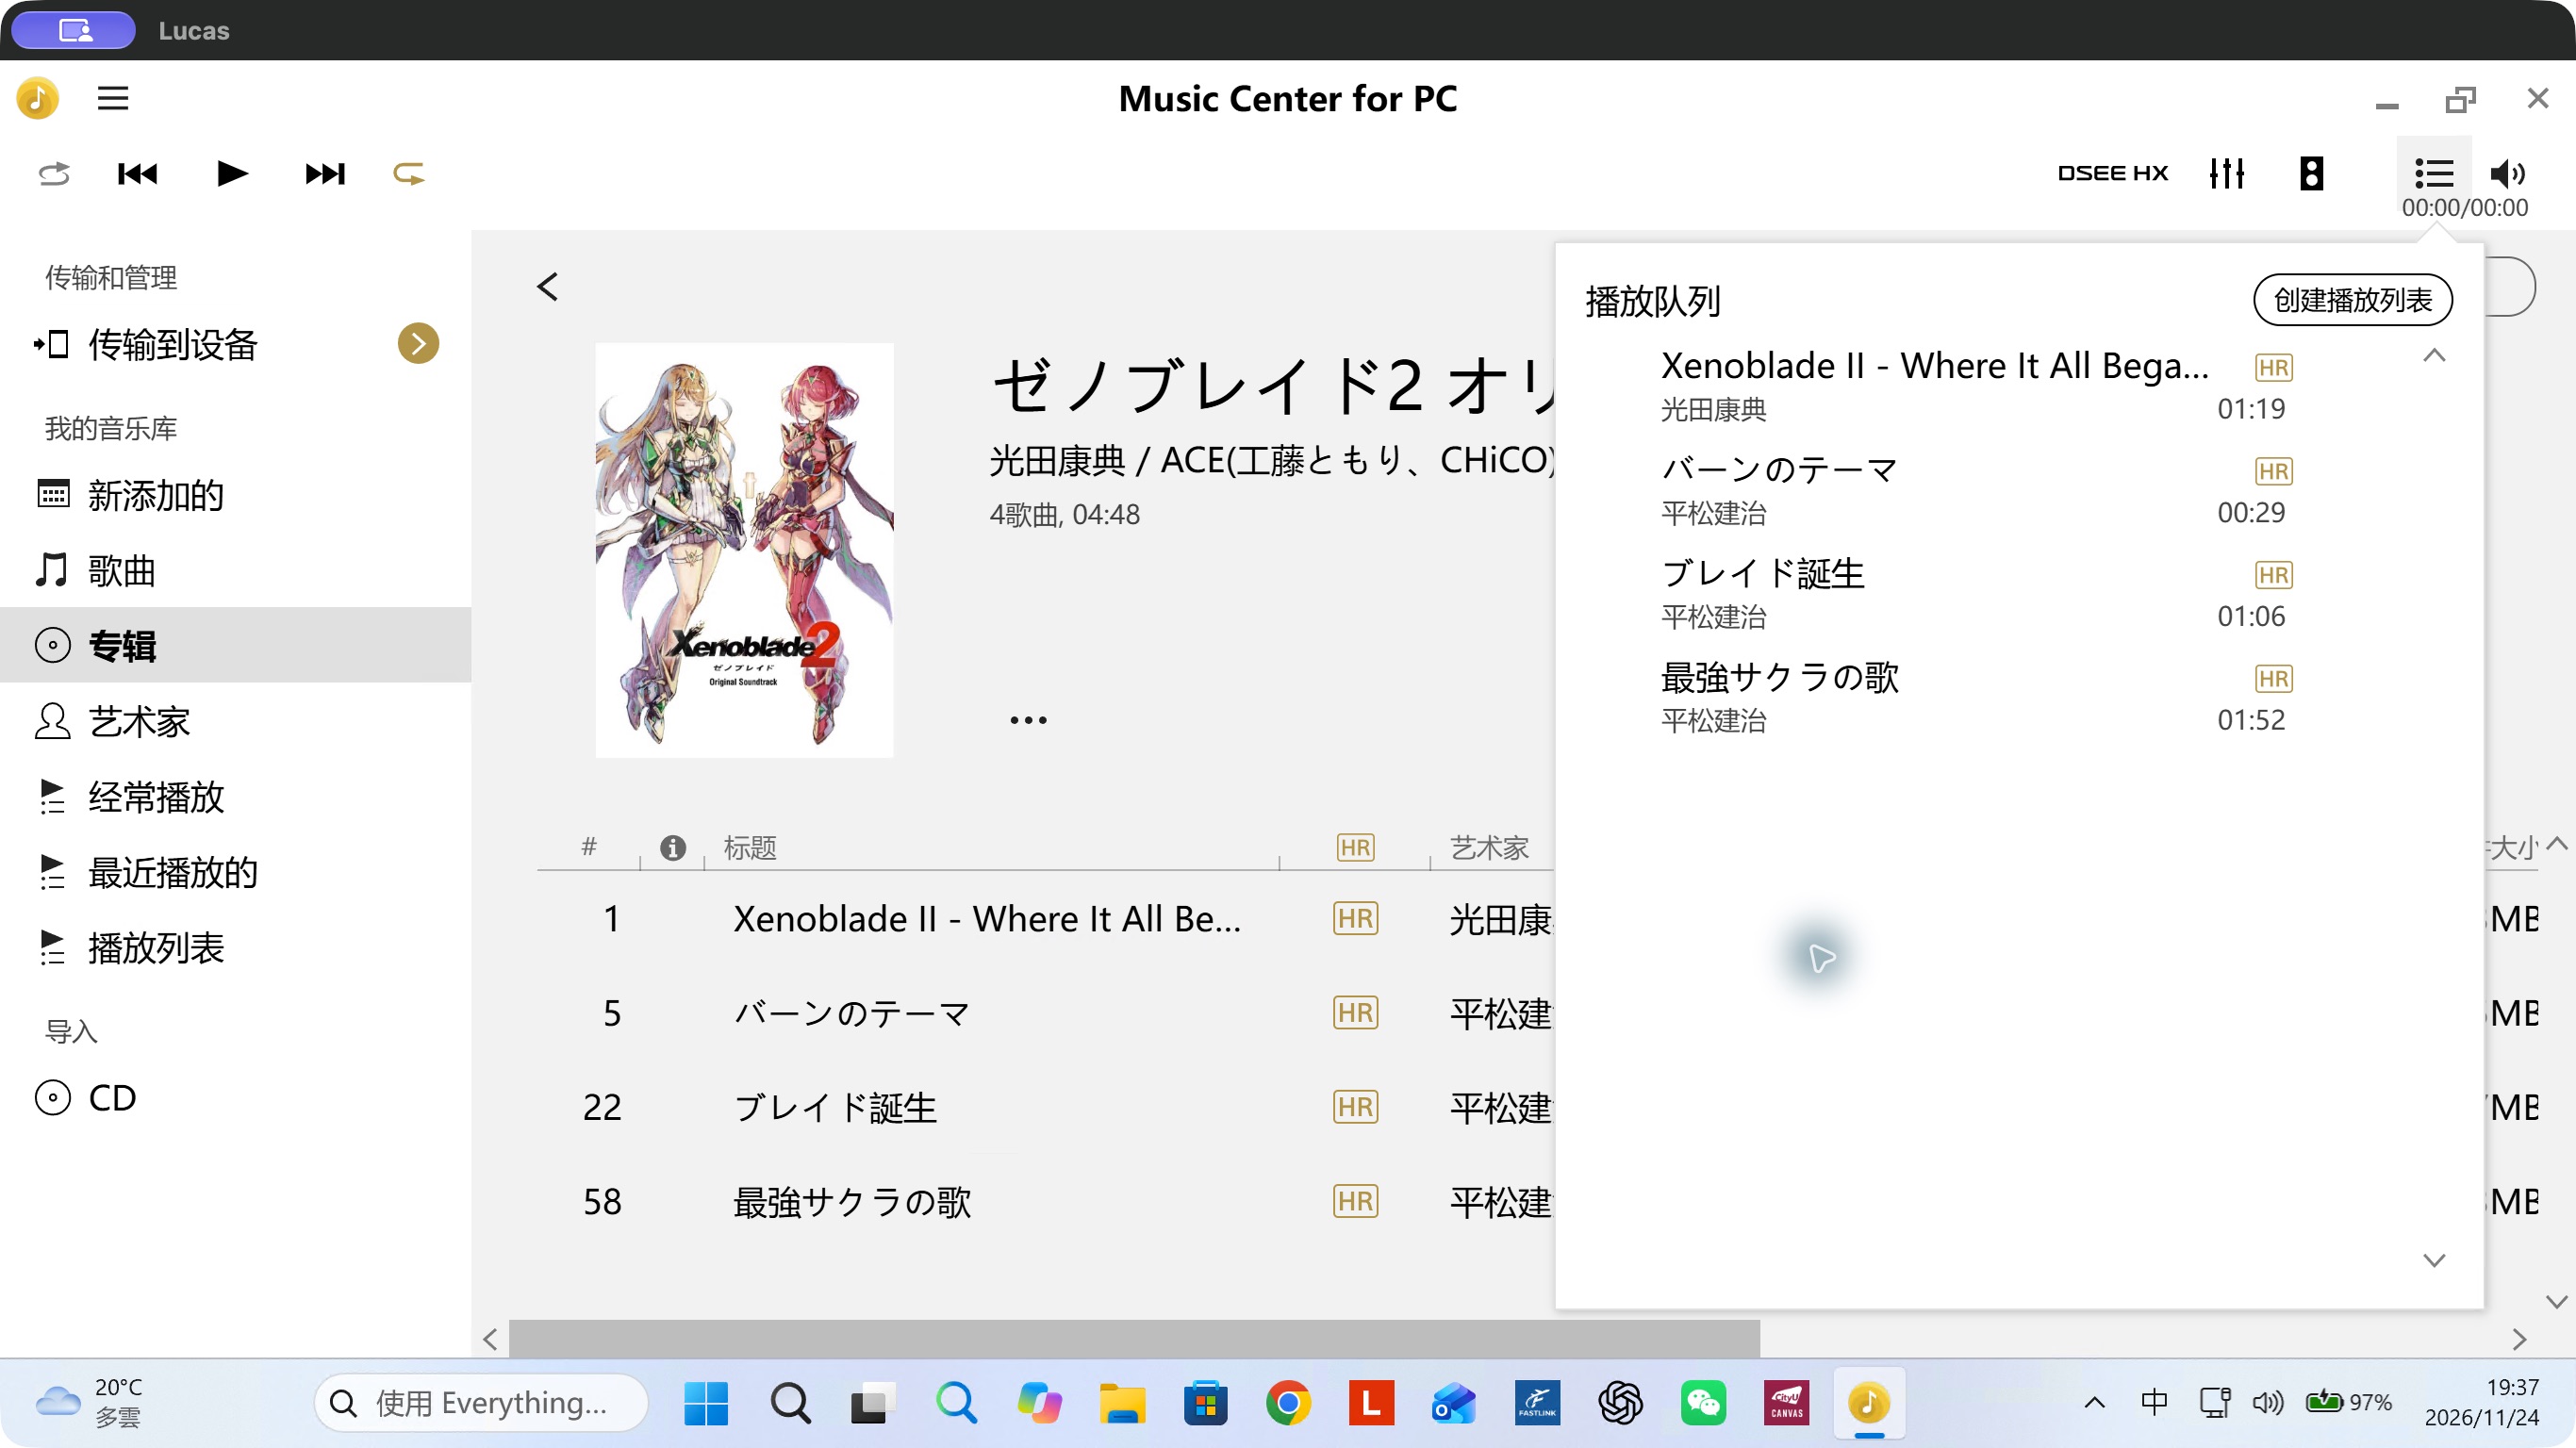 Lucas
Music Center for PC
DSEE HX
00:00/00:00
传输和管理
传输到设备
我的音乐库
新添加的
歌曲
专辑
艺术家
经常播放
最近播放的
播放列表
导入
CD
ゼノブレイド2 オリ
光田康典 / ACE(工藤ともり、CHiCO)
4歌曲, 04:48
Xenoblade2
ゼノブレイド
Original Soundtrack
# 标题 HR 艺术家 大小
1 Xenoblade II - Where It All Be... HR 光田康 MB
5 バーンのテーマ HR 平松建 MB
22 ブレイド誕生 HR 平松建 MB
58 最強サクラの歌 HR 平松建 MB
播放队列
创建播放列表
Xenoblade II - Where It All Bega... HR
光田康典 01:19
バーンのテーマ HR
平松建治 00:29
ブレイド誕生 HR
平松建治 01:06
最強サクラの歌 HR
平松建治 01:52
20°C
多雲
使用 Everything...
L
FASTLINK
CityU
CANVAS
中
97%
19:37
2026/11/24